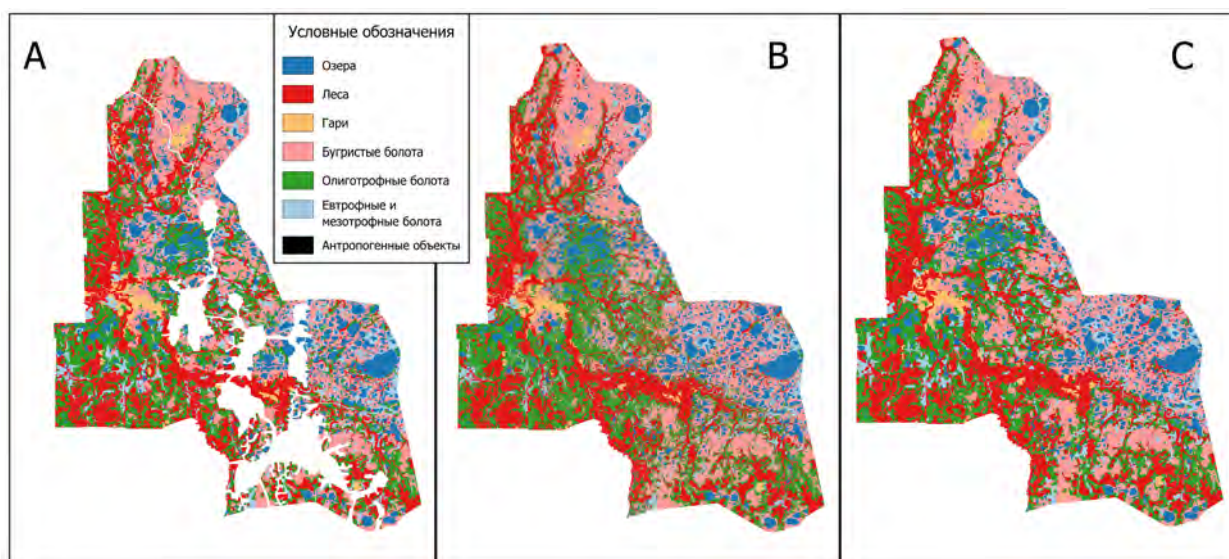 A
Условные обозначения
Озера
Леса
Гари
Бугристые болота
Олиготрофные болота
Евтрофные и
мезотрофные болота
Антропогенные объекты
B
C